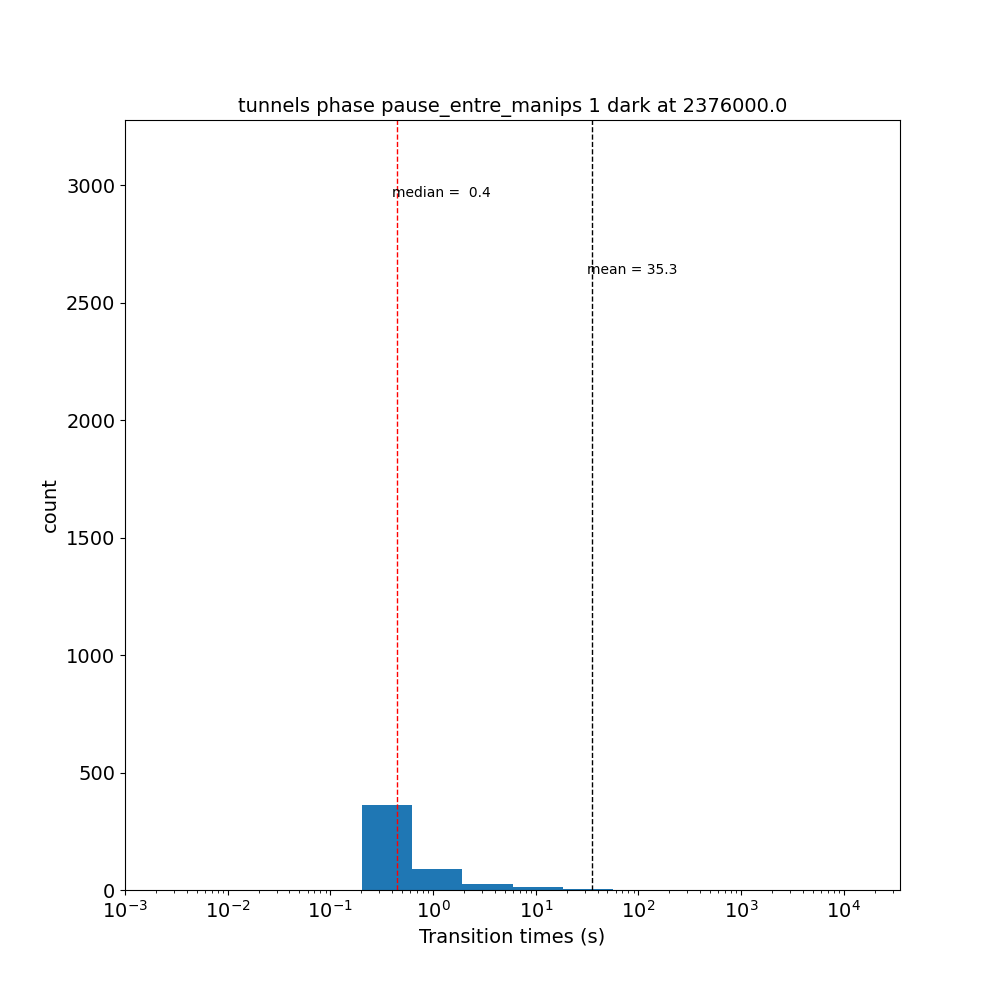 tunnels phase pause_entre_manips 1 dark at 2376000.0
3000
2500
2000
1500
1000
500
0
count
median =  0.4
mean = 35.3
10⁻³ 10⁻² 10⁻¹ 10⁰ 10¹ 10² 10³ 10⁴
Transition times (s)